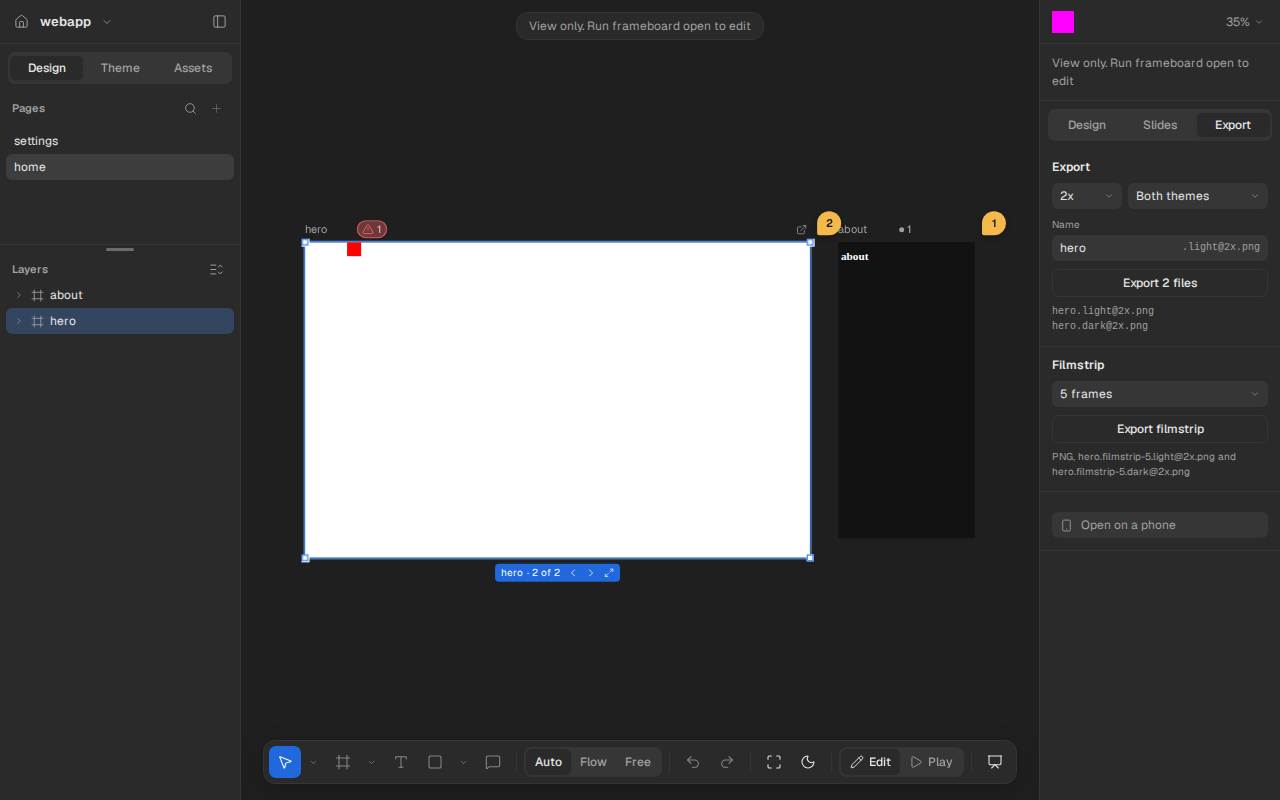 webapp
View only. Run frameboard open to edit
35%
View only. Run frameboard open to
edit
Design Theme Assets
Design Slides Export
Pages
settings
home
Export
2x Both themes
Name
hero .light@2x.png
Export 2 files
hero.light@2x.png
hero.dark@2x.png
hero 1 2 about 1 1
about
Layers
about
hero
Filmstrip
5 frames
Export filmstrip
PNG, hero.filmstrip-5.light@2x.png and
hero.filmstrip-5.dark@2x.png
Open on a phone
hero · 2 of 2
Auto Flow Free Edit Play